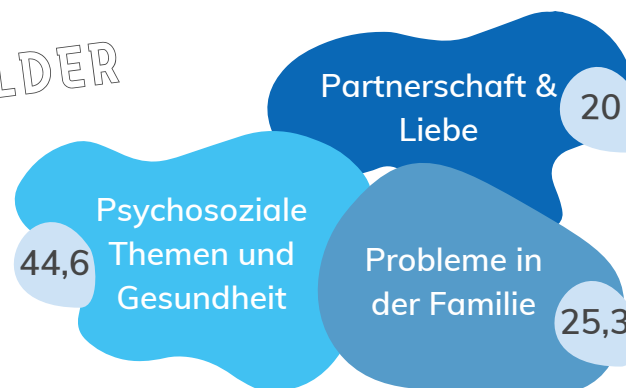 LDER
Partnerschaft &
Liebe
20
Psychosoziale
Themen und
Gesundheit
44,6
Probleme in
der Familie
25,3